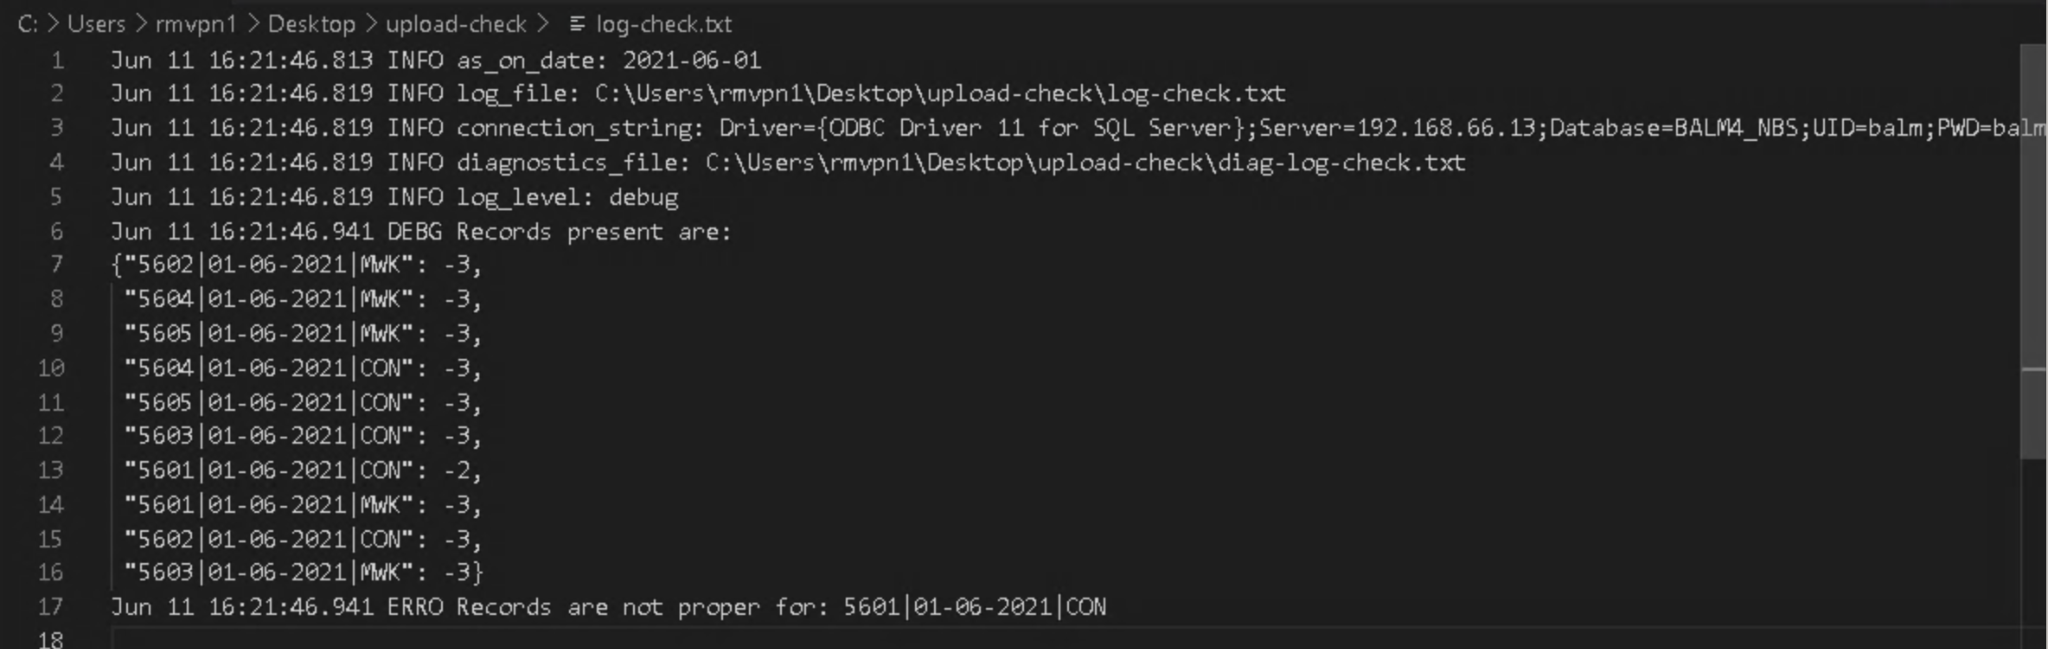 C: > Users > rmvpn1 > Desktop > upload-check > log-check.txt
1 Jun 11 16:21:46.813 INFO as_on_date: 2021-06-01
2 Jun 11 16:21:46.819 INFO log_file: C:\Users\rmvpn1\Desktop\upload-check\log-check.txt
3 Jun 11 16:21:46.819 INFO connection_string: Driver={ODBC Driver 11 for SQL Server};Server=192.168.66.13;Database=BALM4_NBS;UID=balm;PWD=balm
4 Jun 11 16:21:46.819 INFO diagnostics_file: C:\Users\rmvpn1\Desktop\upload-check\diag-log-check.txt
5 Jun 11 16:21:46.819 INFO log_level: debug
6 Jun 11 16:21:46.941 DEBG Records present are:
7 {"5602|01-06-2021|MWK": -3,
8 "5604|01-06-2021|MWK": -3,
9 "5605|01-06-2021|MWK": -3,
10 "5604|01-06-2021|CON": -3,
11 "5605|01-06-2021|CON": -3,
12 "5603|01-06-2021|CON": -3,
13 "5601|01-06-2021|CON": -2,
14 "5601|01-06-2021|MWK": -3,
15 "5602|01-06-2021|CON": -3,
16 "5603|01-06-2021|MWK": -3}
17 Jun 11 16:21:46.941 ERRO Records are not proper for: 5601|01-06-2021|CON
18